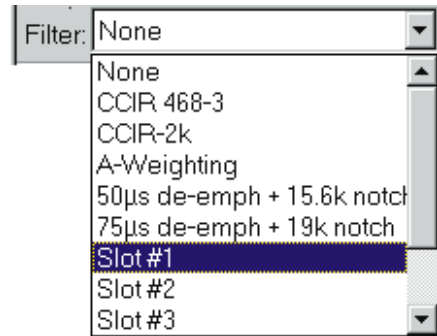 Filter: None
None
CCIR 468-3
CCIR-2k
A-Weighting
50µs de-emph + 15.6k notch
75µs de-emph + 19k notch
Slot #1
Slot #2
Slot #3